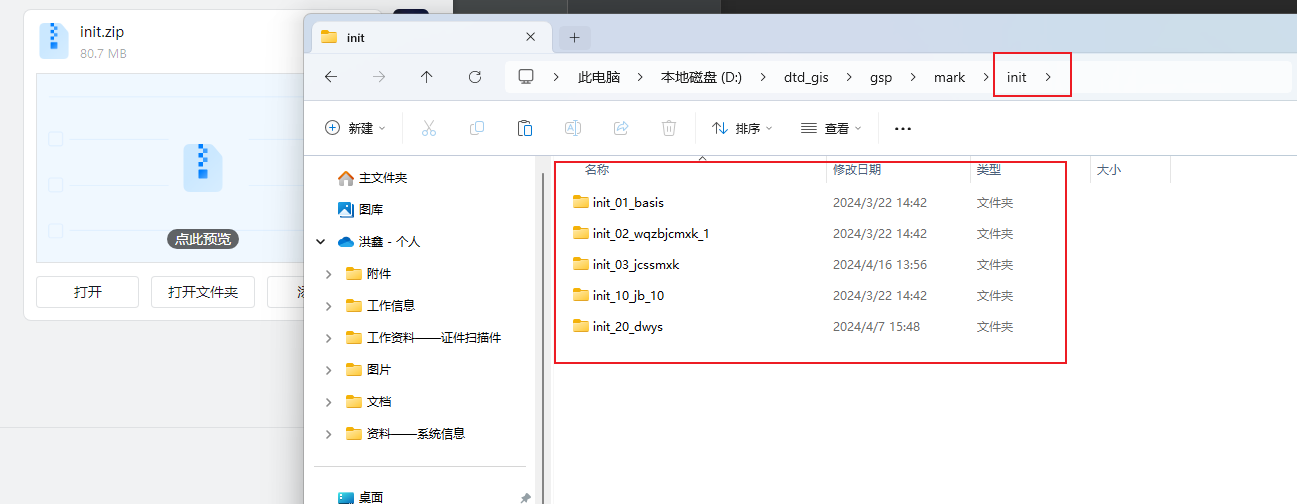 init.zip
80.7 MB
点此预览
打开
打开文件夹
init
此电脑
本地磁盘 (D:)
dtd_gis
gsp
mark
init
新建
排序
查看
主文件夹
图库
洪鑫 - 个人
附件
工作信息
工作资料——证件扫描件
图片
文档
资料——系统信息
桌面
名称 修改日期 类型 大小
init_01_basis 2024/3/22 14:42 文件夹
init_02_wqzbjcmxk_1 2024/3/22 14:42 文件夹
init_03_jcssmxk 2024/4/16 13:56 文件夹
init_10_jb_10 2024/3/22 14:42 文件夹
init_20_dwys 2024/4/7 15:48 文件夹